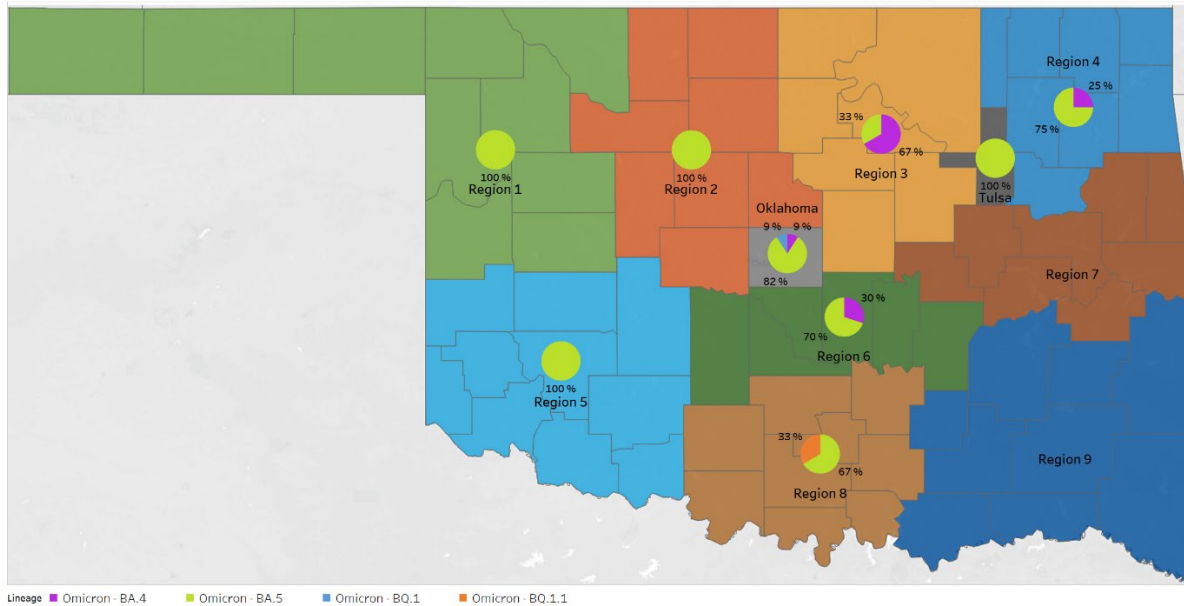 Region 4
25 %
75 %
33 %
67 %
Region 3
100 %
Region 1
100 %
Region 2
100 %
Tulsa
Oklahoma
9 %
9 %
82 %
Region 7
30 %
70 %
Region 6
100 %
Region 5
33 %
67 %
Region 8
Region 9
Lineage
Omicron - BA.4
Omicron - BA.5
Omicron - BQ.1
Omicron - BQ.1.1